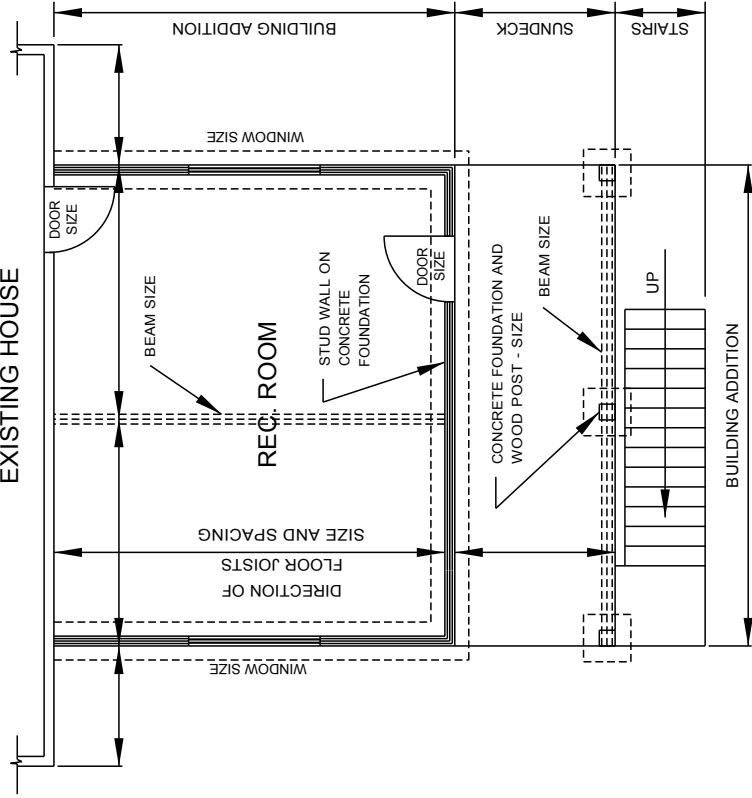 EXISTING HOUSE
BUILDING ADDITION
SUNDECK
STAIRS
WINDOW SIZE
DOOR
SIZE
BEAM SIZE
REC. ROOM
STUD WALL ON
CONCRETE
FOUNDATION
DOOR
SIZE
DIRECTION OF
FLOOR JOISTS
SIZE AND SPACING
WINDOW SIZE
CONCRETE FOUNDATION AND
WOOD POST - SIZE
BEAM SIZE
UP
BUILDING ADDITION